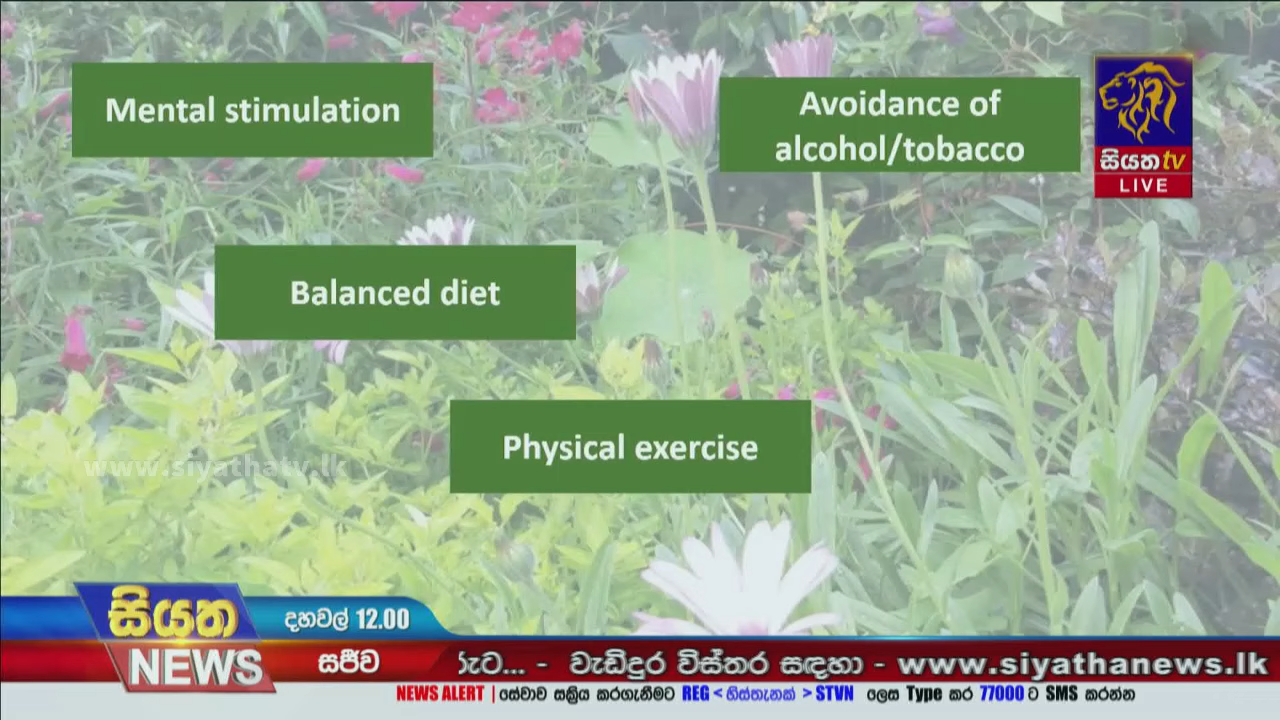 Mental stimulation
Avoidance of
alcohol/tobacco
සියත tv
LIVE
Balanced diet
Physical exercise
www.siyathatv.lk
සියත
දහවල් 12.00
NEWS
සජීව
රුට... - වැඩිදුර විස්තර සඳහා - www.siyathanews.lk
NEWS ALERT | සේවාව සක්‍රිය කරගැනීමට REG < හිස්තැනක් > STVN ලෙස Type කර 77000 ට SMS කරන්න